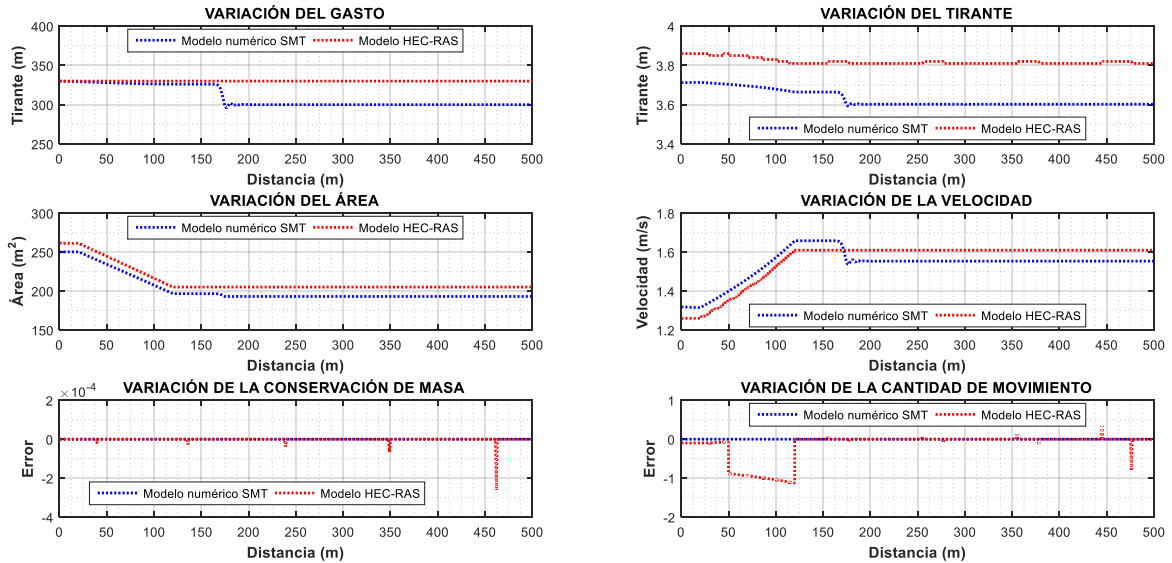 VARIACIÓN DEL GASTO
400
350
300
250
Tirante (m)
Modelo numérico SMT Modelo HEC-RAS
0 50 100 150 200 250 300 350 400 450 500
Distancia (m)
VARIACIÓN DEL TIRANTE
4
3.8
3.6
3.4
Tirante (m)
Modelo numérico SMT Modelo HEC-RAS
0 50 100 150 200 250 300 350 400 450 500
Distancia (m)
VARIACIÓN DEL ÁREA
300
250
200
150
Área (m²)
Modelo numérico SMT Modelo HEC-RAS
0 50 100 150 200 250 300 350 400 450 500
Distancia (m)
VARIACIÓN DE LA VELOCIDAD
1.8
1.6
1.4
1.2
Velocidad (m/s)
Modelo numérico SMT Modelo HEC-RAS
0 50 100 150 200 250 300 350 400 450 500
Distancia (m)
VARIACIÓN DE LA CONSERVACIÓN DE MASA
×10⁻⁴
2
0
-2
-4
Error
Modelo numérico SMT Modelo HEC-RAS
0 50 100 150 200 250 300 350 400 450 500
Distancia (m)
VARIACIÓN DE LA CANTIDAD DE MOVIMIENTO
1
0
-1
-2
Error
Modelo numérico SMT Modelo HEC-RAS
0 50 100 150 200 250 300 350 400 450 500
Distancia (m)